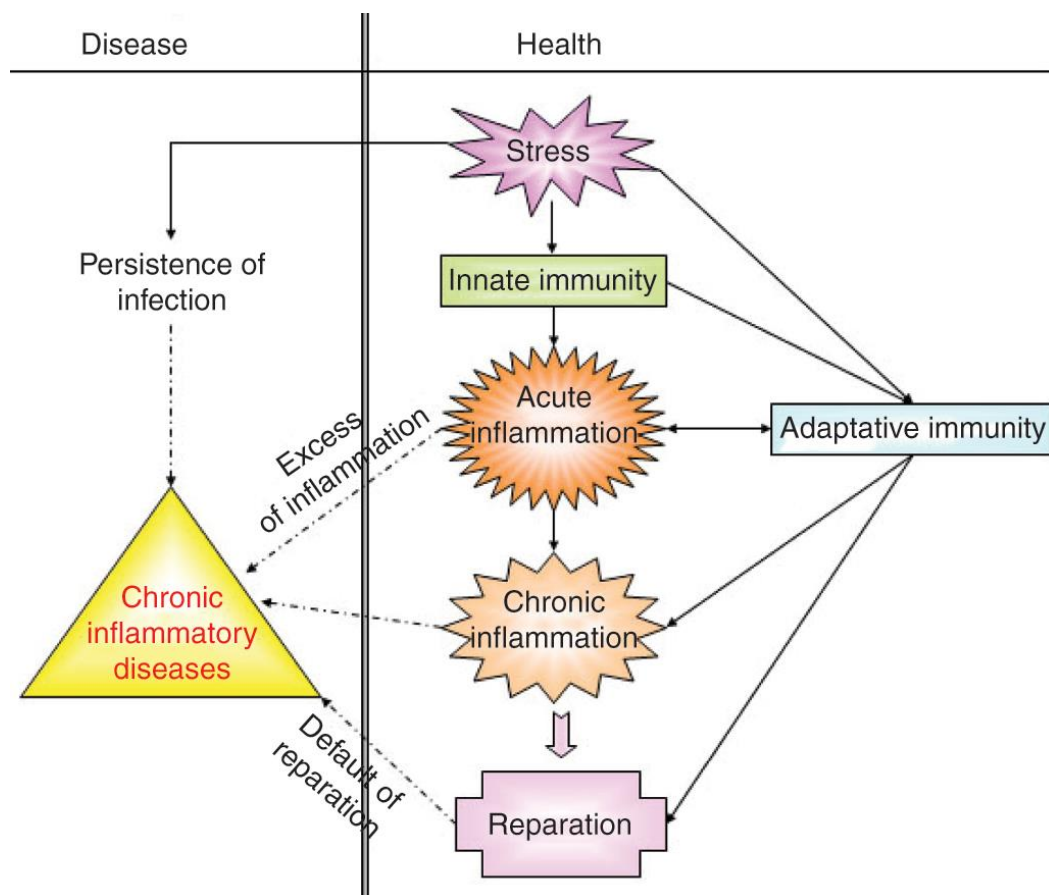 Disease
Health
Stress
Persistence of
infection
Innate immunity
Acute
inflammation
Adaptative immunity
Excess
of inflammation
Chronic
inflammatory
diseases
Chronic
inflammation
Default of
reparation
Reparation